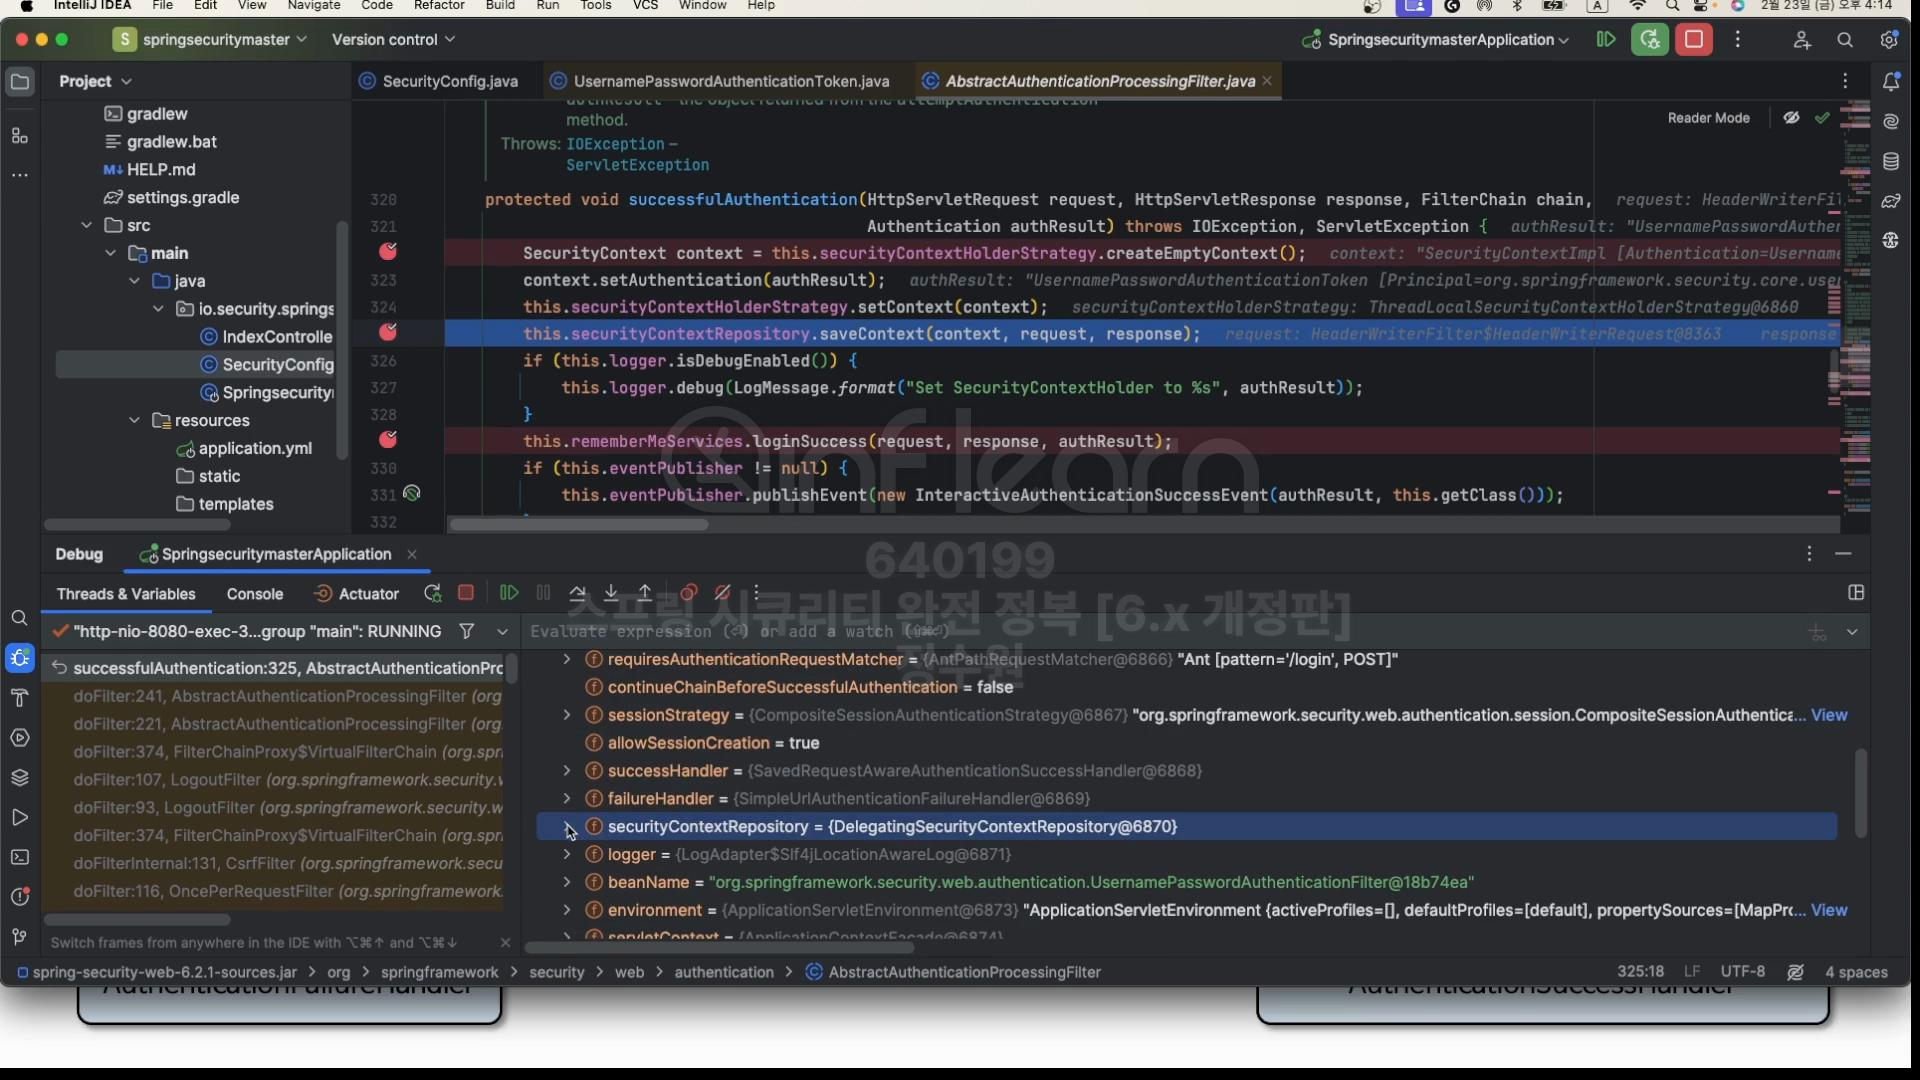 IntelliJ IDEA File Edit View Navigate Code Refactor Build Run Tools VCS Window Help A 2월 23일 (금) 오후 4:14
S springsecuritymaster Version control SpringsecuritymasterApplication
Project SecurityConfig.java UsernamePasswordAuthenticationToken.java AbstractAuthenticationProcessingFilter.java
Reader Mode
method.
Throws: IOException –
ServletException
gradlew
gradlew.bat
M↓ HELP.md
settings.gradle
src
main
java
io.security.springs
IndexControlle
SecurityConfig
Springsecurity
resources
application.yml
static
templates
320 protected void successfulAuthentication(HttpServletRequest request, HttpServletResponse response, FilterChain chain, request: HeaderWriterFil
321 Authentication authResult) throws IOException, ServletException { authResult: "UsernamePasswordAuthen
SecurityContext context = this.securityContextHolderStrategy.createEmptyContext(); context: "SecurityContextImpl [Authentication=Username
323 context.setAuthentication(authResult); authResult: "UsernamePasswordAuthenticationToken [Principal=org.springframework.security.core.user
324 this.securityContextHolderStrategy.setContext(context); securityContextHolderStrategy: ThreadLocalSecurityContextHolderStrategy@6860
this.securityContextRepository.saveContext(context, request, response); request: HeaderWriterFilter$HeaderWriterRequest@8363 response
326 if (this.logger.isDebugEnabled()) {
327 this.logger.debug(LogMessage.format("Set SecurityContextHolder to %s", authResult));
328 }
this.rememberMeServices.loginSuccess(request, response, authResult);
330 if (this.eventPublisher != null) {
331 this.eventPublisher.publishEvent(new InteractiveAuthenticationSuccessEvent(authResult, this.getClass()));
332
inflearn
640199
스프링 시큐리티 완전 정복 [6.x 개정판]
정수원
Debug SpringsecuritymasterApplication
Threads & Variables Console Actuator
"http-nio-8080-exec-3...group "main": RUNNING
Evaluate expression (⏎) or add a watch (⇧⌘⏎)
successfulAuthentication:325, AbstractAuthenticationPro
doFilter:241, AbstractAuthenticationProcessingFilter (org
doFilter:221, AbstractAuthenticationProcessingFilter (org
doFilter:374, FilterChainProxy$VirtualFilterChain (org.spr
doFilter:107, LogoutFilter (org.springframework.security.w
doFilter:93, LogoutFilter (org.springframework.security.w
doFilter:374, FilterChainProxy$VirtualFilterChain (org.spr
doFilterInternal:131, CsrfFilter (org.springframework.secu
doFilter:116, OncePerRequestFilter (org.springframework.
Switch frames from anywhere in the IDE with ⌥⌘↑ and ⌥⌘↓
requiresAuthenticationRequestMatcher = {AntPathRequestMatcher@6866} "Ant [pattern='/login', POST]"
continueChainBeforeSuccessfulAuthentication = false
sessionStrategy = {CompositeSessionAuthenticationStrategy@6867} "org.springframework.security.web.authentication.session.CompositeSessionAuthentica... View
allowSessionCreation = true
successHandler = {SavedRequestAwareAuthenticationSuccessHandler@6868}
failureHandler = {SimpleUrlAuthenticationFailureHandler@6869}
securityContextRepository = {DelegatingSecurityContextRepository@6870}
logger = {LogAdapter$Slf4jLocationAwareLog@6871}
beanName = "org.springframework.security.web.authentication.UsernamePasswordAuthenticationFilter@18b74ea"
environment = {ApplicationServletEnvironment@6873} "ApplicationServletEnvironment {activeProfiles=[], defaultProfiles=[default], propertySources=[MapPro... View
servletContext = {ApplicationContextFacade@6874}
spring-security-web-6.2.1-sources.jar > org > springframework > security > web > authentication > AbstractAuthenticationProcessingFilter 325:18 LF UTF-8 4 spaces
AuthenticationFailureHandler AuthenticationSuccessHandler